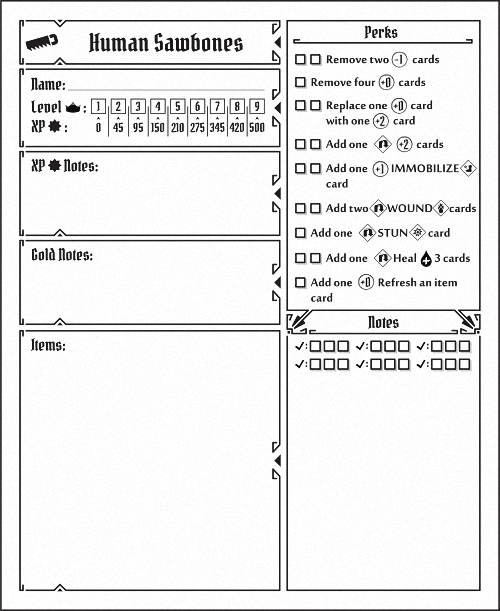 Human Sawbones
Name:
Level : 1 2 3 4 5 6 7 8 9
XP : 0 45 95 150 210 275 345 420 500
XP Notes:
Gold Notes:
Items:
Perks
Remove two -1 cards
Remove four +0 cards
Replace one +0 card
with one +2 card
Add one +2 cards
Add one +1 IMMOBILIZE
card
Add two WOUND cards
Add one STUN card
Add one Heal 3 cards
Add one +0 Refresh an item
card
Notes
✓: ✓: ✓:
✓: ✓: ✓: